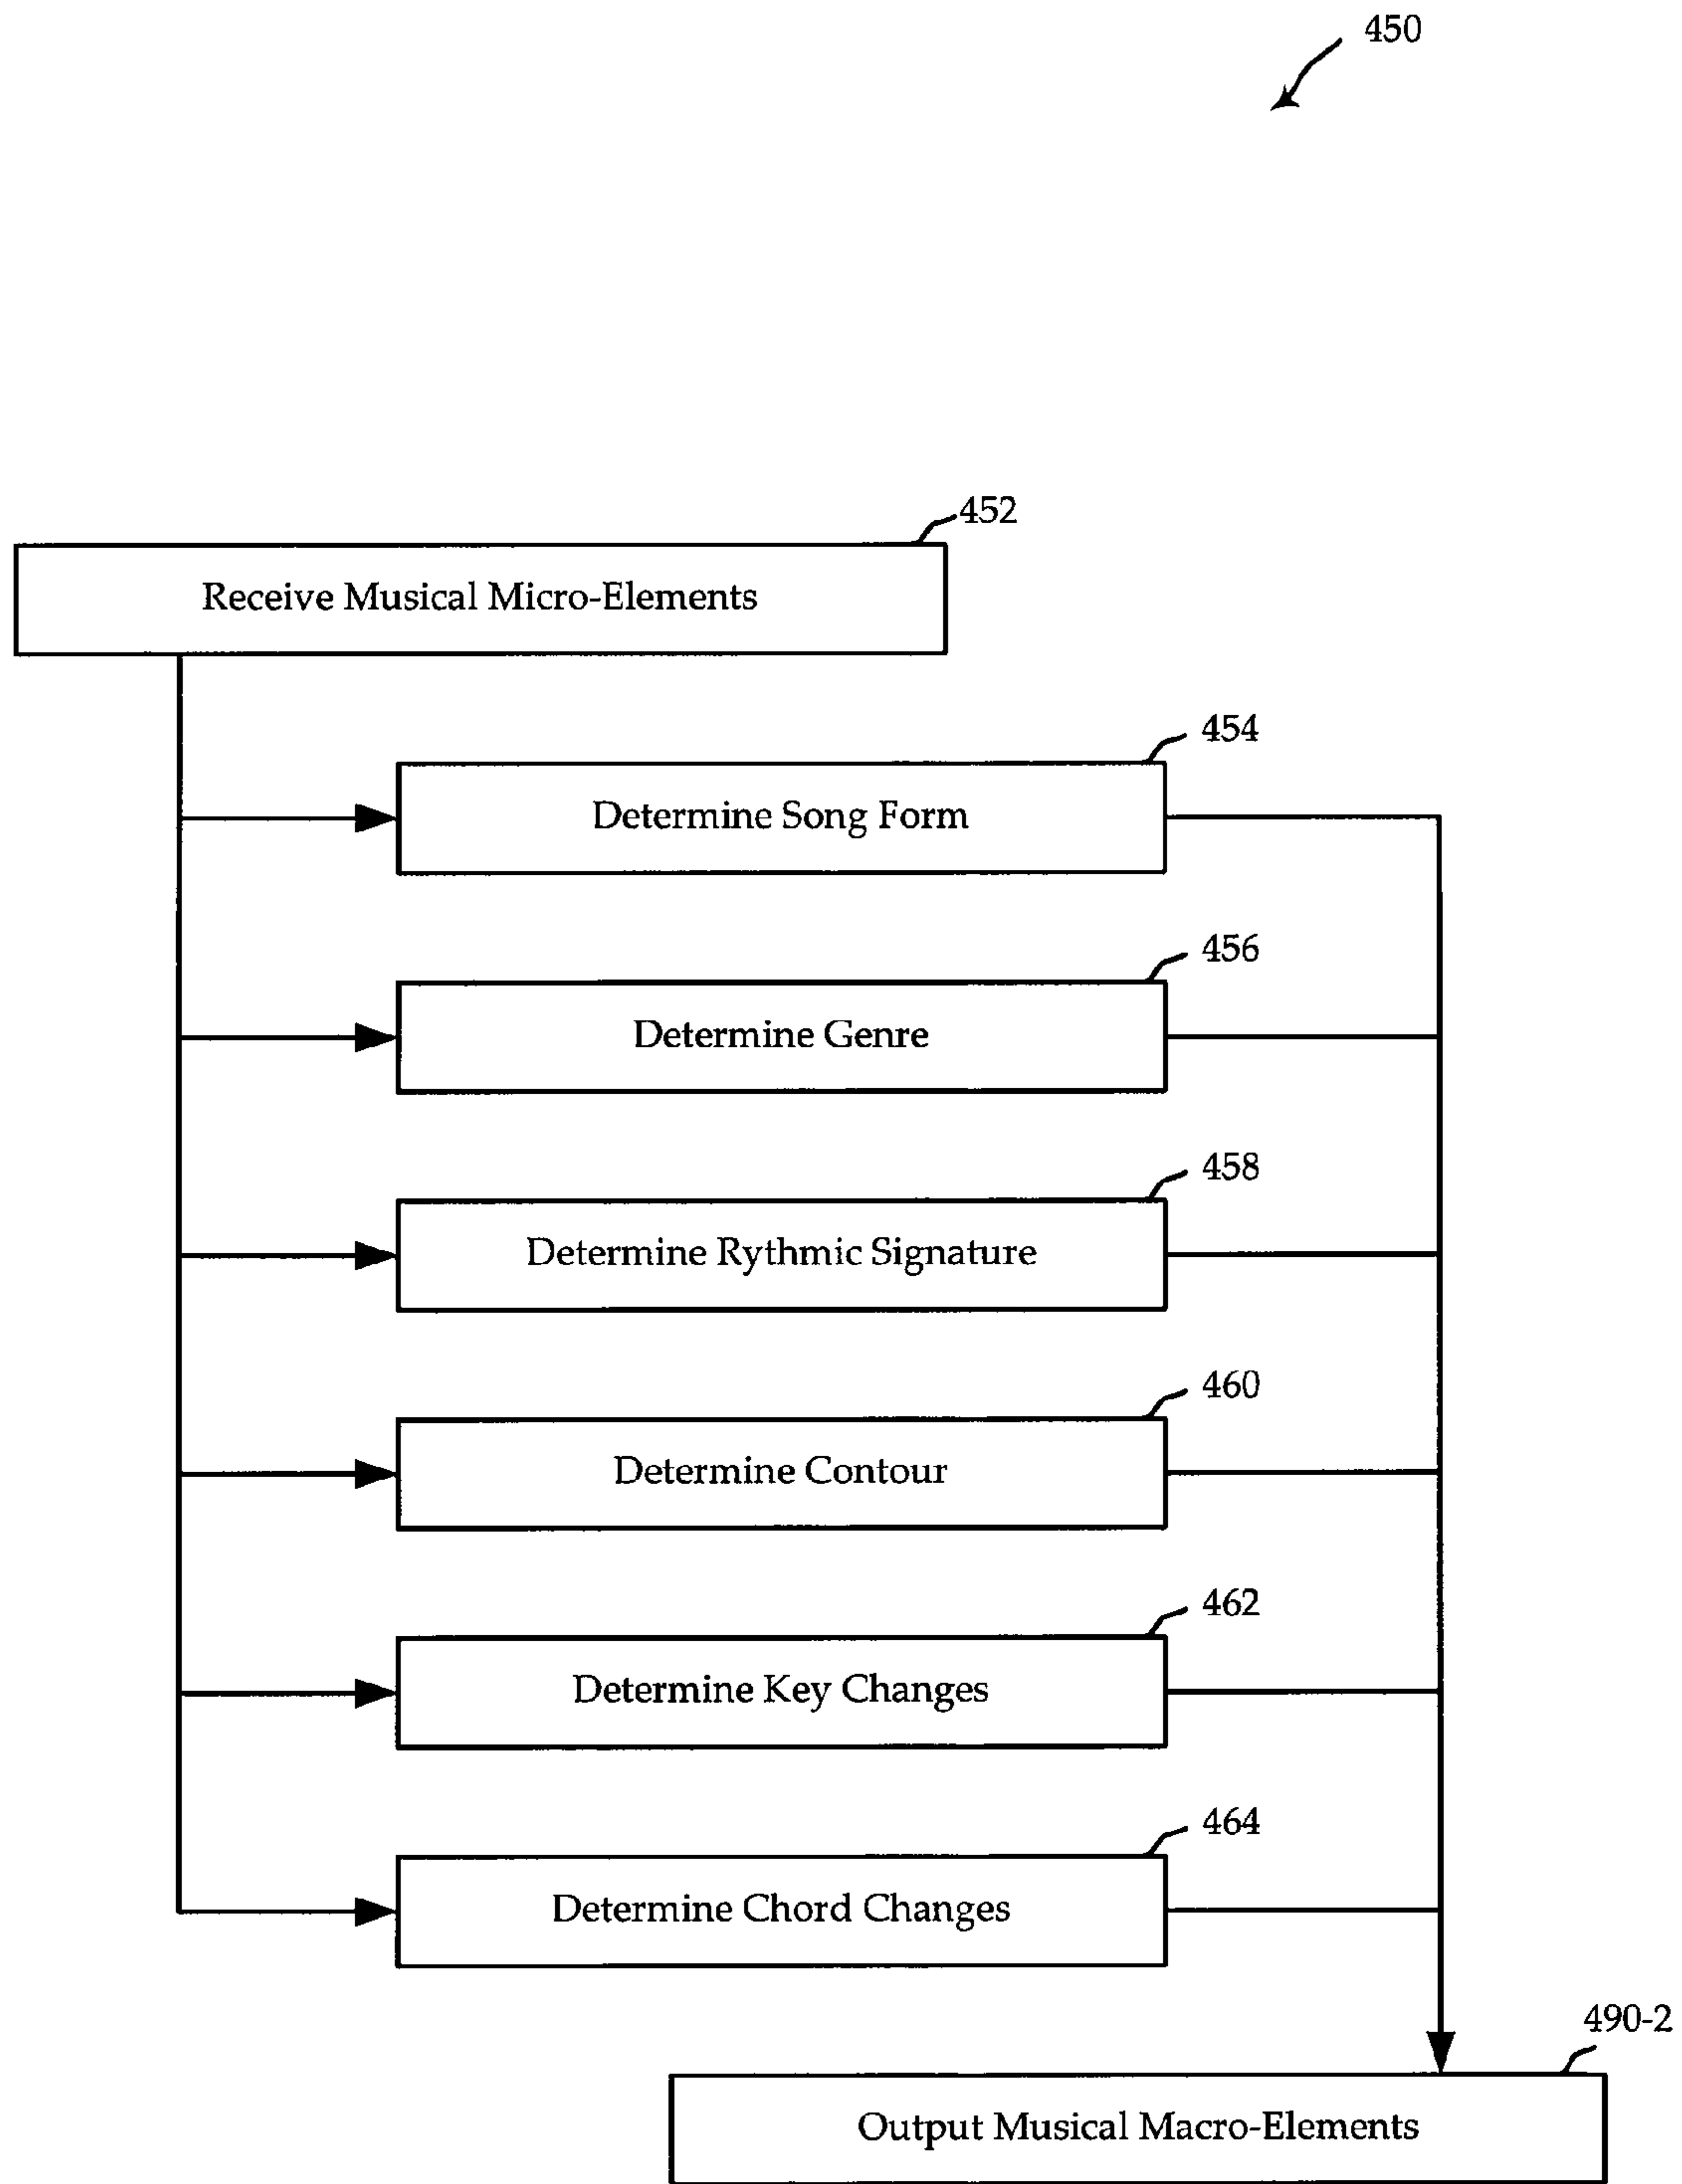 450
452
Receive Musical Micro-Elements
454
Determine Song Form
456
Determine Genre
458
Determine Rythmic Signature
460
Determine Contour
462
Determine Key Changes
464
Determine Chord Changes
490-2
Output Musical Macro-Elements